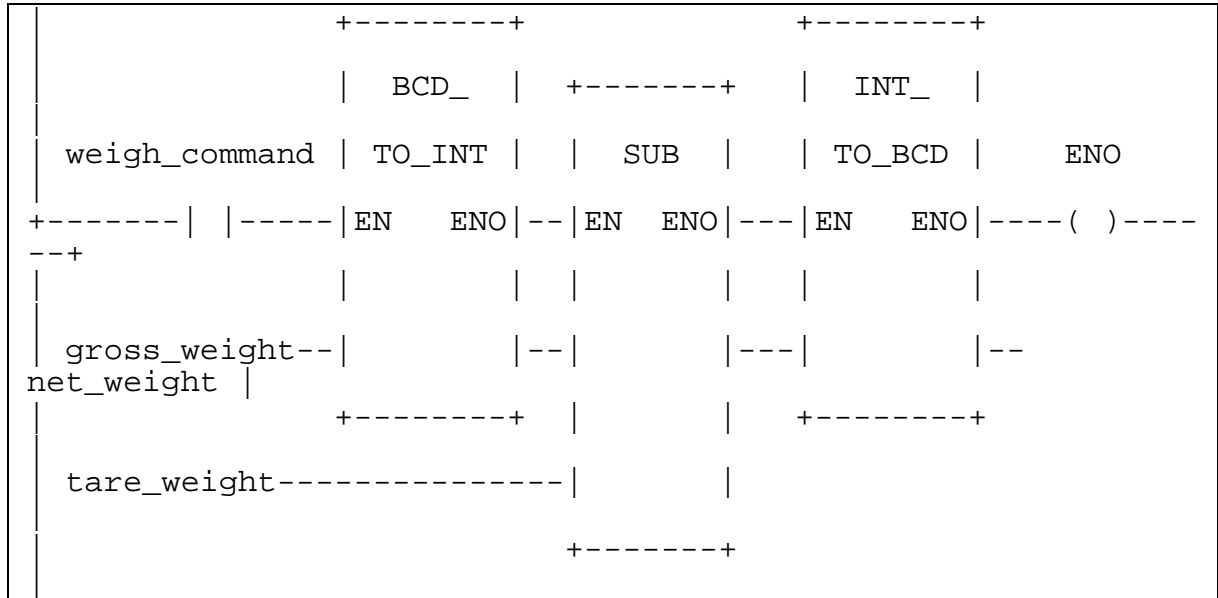 |                +--------+              +--------+
|                | BCD_   |  +-------+   | INT_   |
|
| weigh_command  | TO_INT |  |  SUB  |   | TO_BCD |    ENO
|
+-------| |-----|EN   ENO|--|EN  ENO|---|EN   ENO|----( )----
--+
|                |        |  |       |   |        |
|
| gross_weight--|        |--|       |---|        |--
net_weight |
|                +--------+  |       |   +--------+
|
| tare_weight---------------|       |
|
|                            +-------+
|